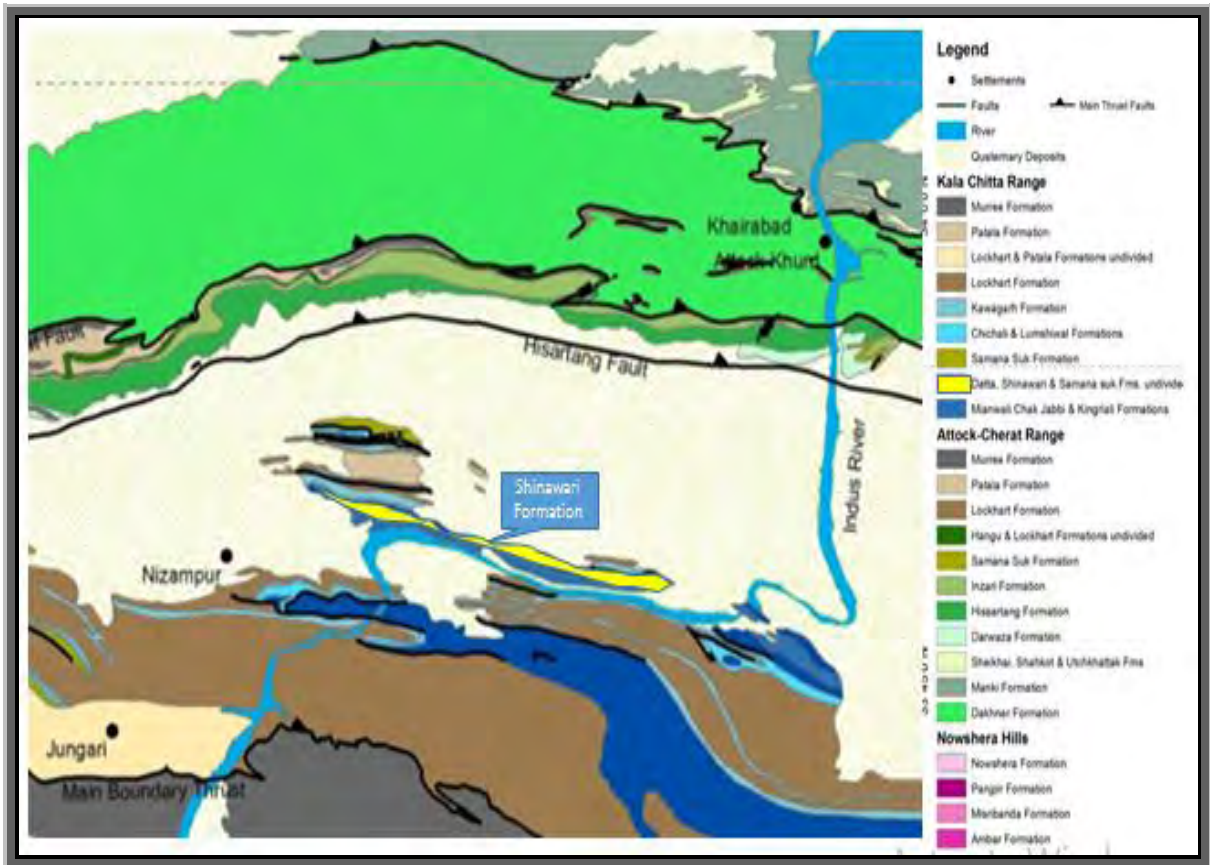 Khairabad
Attock Khurd
Fault
Hisartang Fault
Shinawari
Formation
Indus River
Nizampur
Jungari
Main Boundary Thrust
Legend
Settlements
Faults
Main Thrust Faults
River
Quaternary Deposits
Kala Chitta Range
Murree Formation
Patala Formation
Lockhart & Patala Formations undivided
Lockhart Formation
Kawagarh Formation
Chichali & Lumshiwal Formations
Samana Suk Formation
Datta, Shinawari & Samana suk Fms. undivide
Mianwali Chak Jabbi & Kingriali Formations
Attock-Cherat Range
Murree Formation
Patala Formation
Lockhart Formation
Hangu & Lockhart Formations undivided
Samana Suk Formation
Inzari Formation
Hissartang Formation
Darwaza Formation
Sheikhai, Shahkot & Utchkhattak Fms
Manki Formation
Dakhner Formation
Nowshera Hills
Nowshera Formation
Panjpir Formation
Misribanda Formation
Ambar Formation